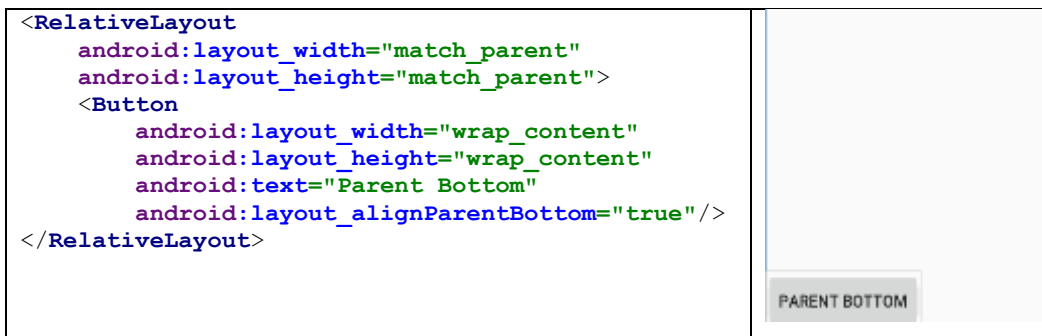 <RelativeLayout
    android:layout_width="match_parent"
    android:layout_height="match_parent">
    <Button
        android:layout_width="wrap_content"
        android:layout_height="wrap_content"
        android:text="Parent Bottom"
        android:layout_alignParentBottom="true"/>
</RelativeLayout>
PARENT BOTTOM